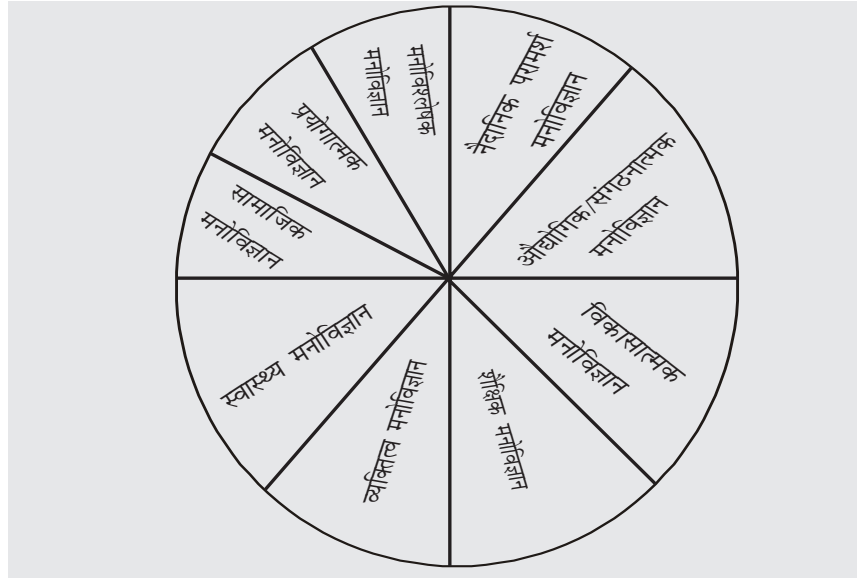 नैदानिक परामर्श
मनोविज्ञान
औद्योगिक/संगठनात्मक
मनोविज्ञान
विकासात्मक
मनोविज्ञान
शैक्षिक मनोविज्ञान
व्यक्तित्व मनोविज्ञान
स्वास्थ्य मनोविज्ञान
सामाजिक
मनोविज्ञान
प्रयोगात्मक
मनोविज्ञान
मनोविश्लेषक
मनोविज्ञान